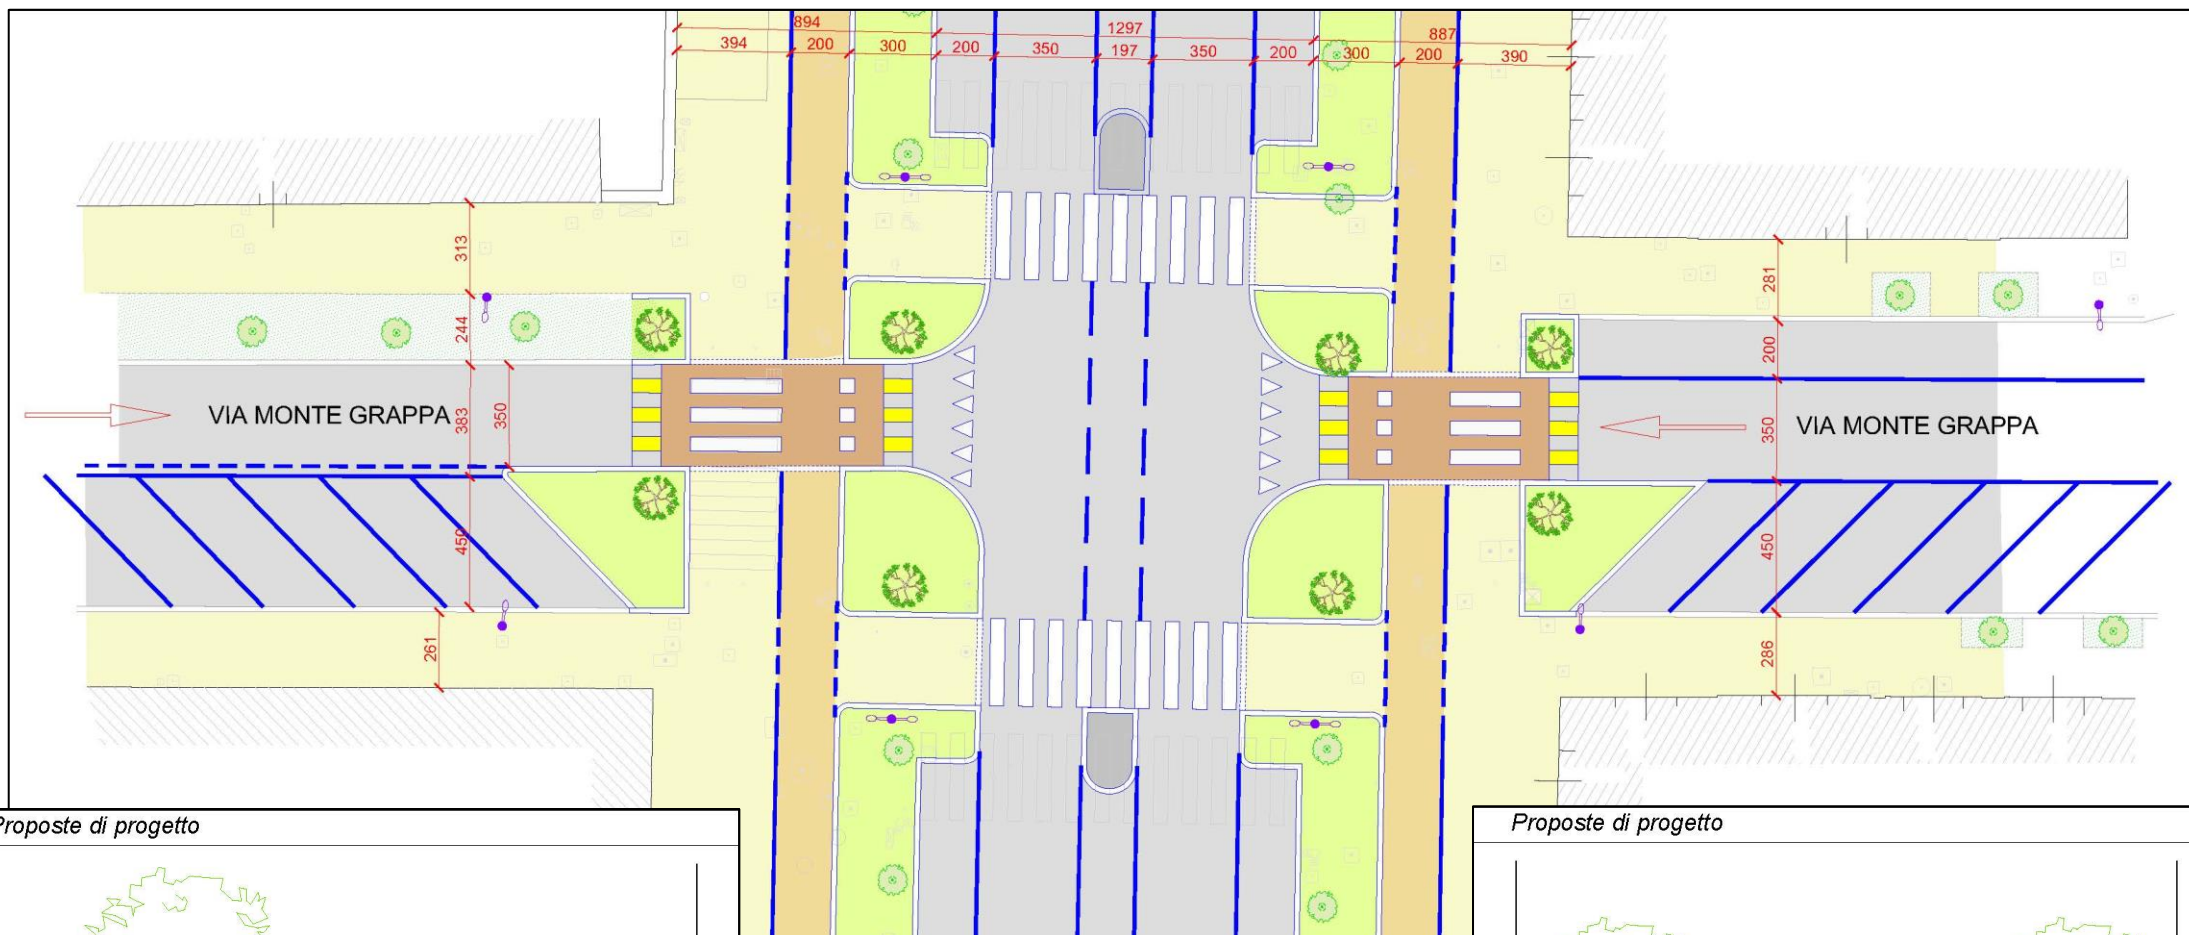 894 1297 887
394 200 300 200 350 197 350 200 300 200 390
313
281
244
200
VIA MONTE GRAPPA 383 350
350 VIA MONTE GRAPPA
450
450
261
286
Proposte di progetto
Proposte di progetto